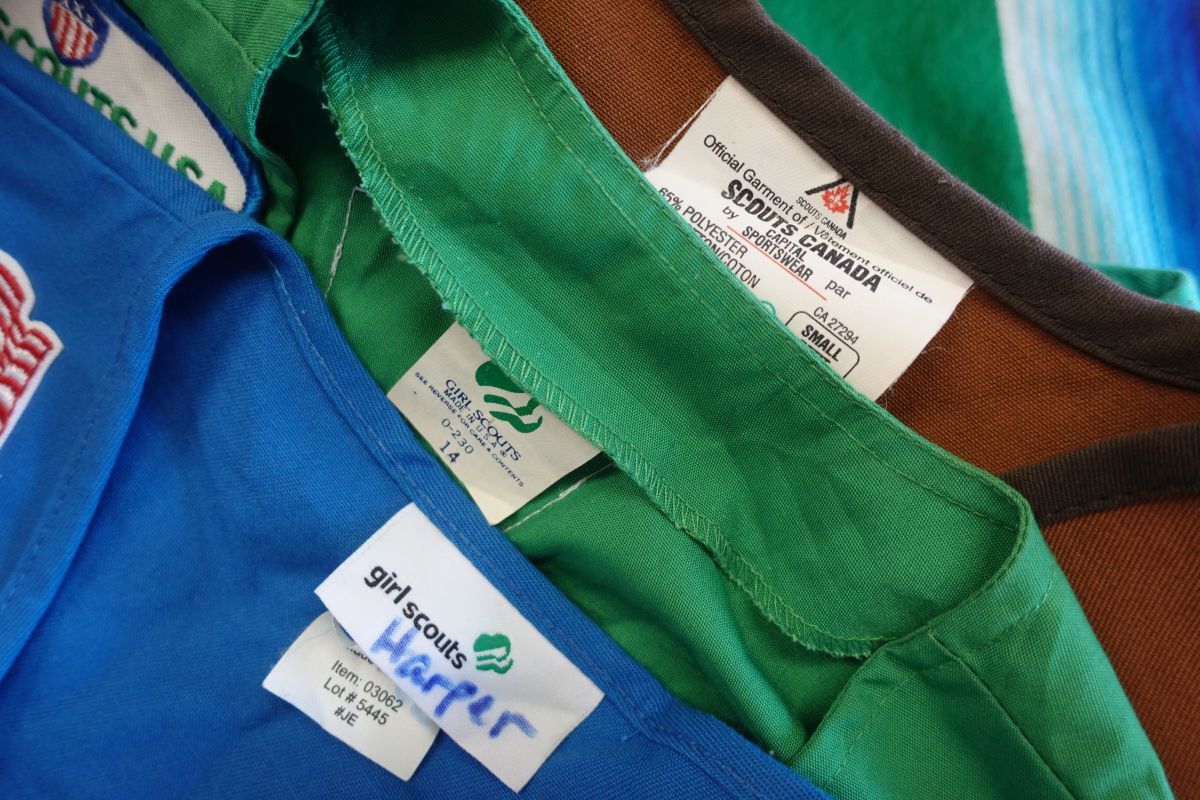 SCOUTS U.S.A.
Official Garment of / Vêtement officiel de
SCOUTS CANADA
SCOUTS CANADA
by CAPITAL SPORTSWEAR par
65% POLYESTER
CA 27294
SMALL
GIRL SCOUTS
MADE IN U.S.A.®
SEE REVERSE FOR CARE & CONTENTS
0-230
14
girl scouts
Harper
Item: 03062
Lot # 5445
#JE